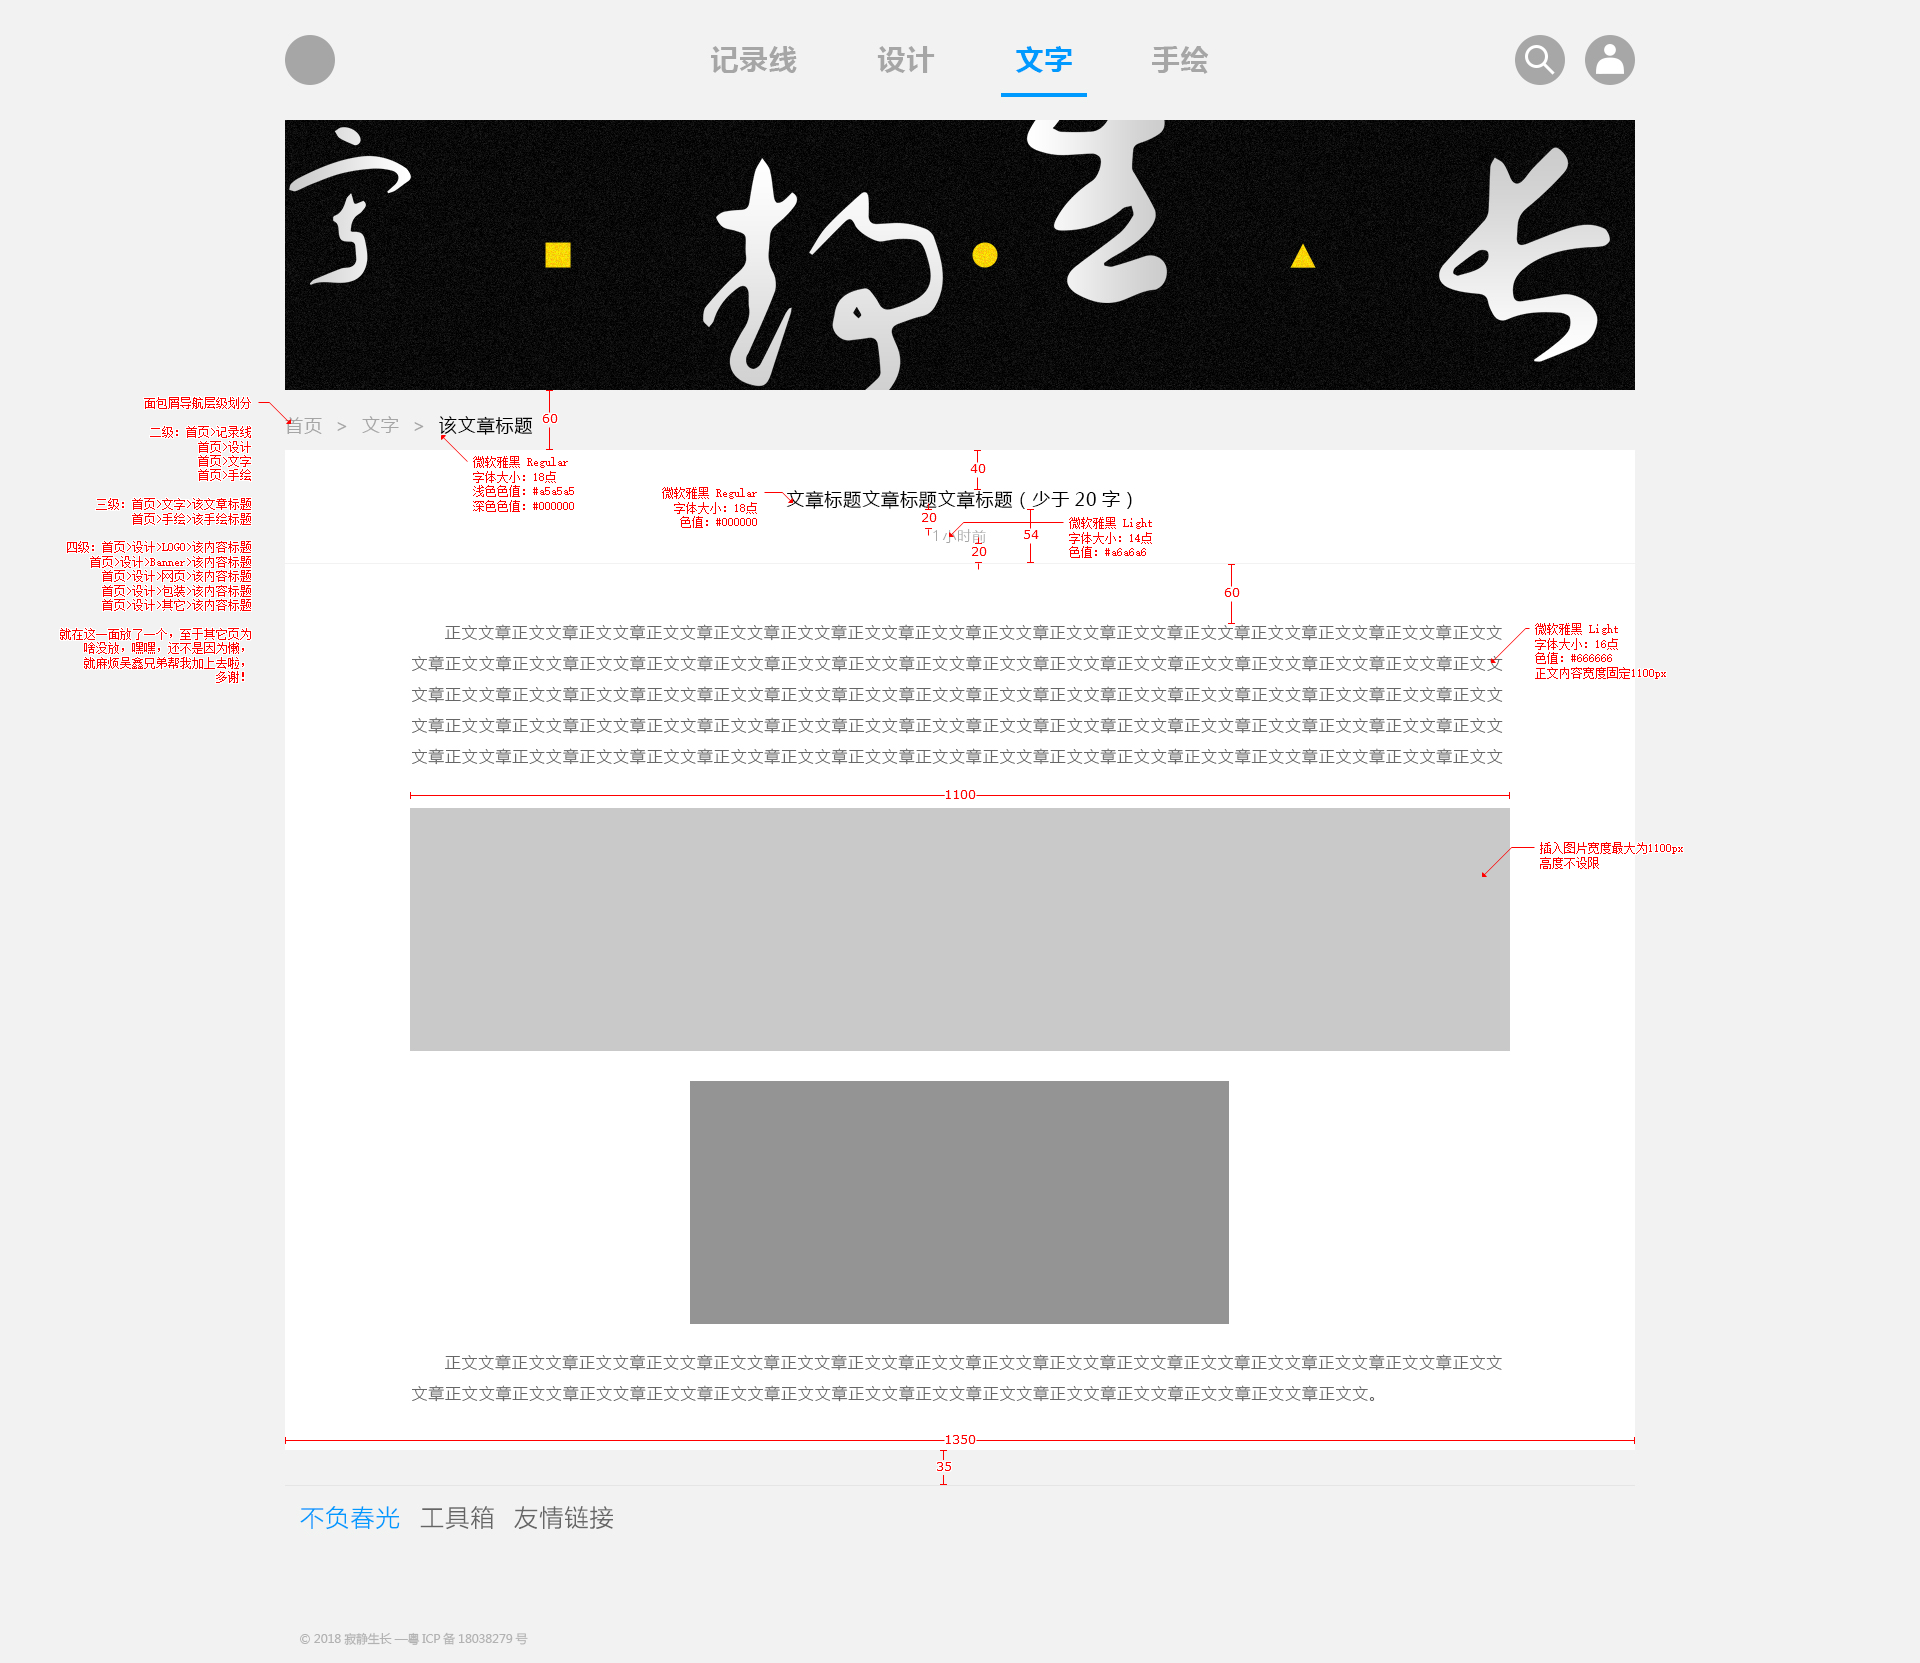 记录线
设计
文字
手绘
寂 静 生 长
面包屑导航层级划分
二级：首页>记录线
首页>设计
首页>文字
首页>手绘
三级：首页>文字>该文章标题
首页>手绘>该手绘标题
四级：首页>设计>LOGO>该内容标题
首页>设计>Banner>该内容标题
首页>设计>网页>该内容标题
首页>设计>包装>该内容标题
首页>设计>其它>该内容标题
就在这一面放了一个，至于其它页为
啥没放，嘿嘿，还不是因为懒，
就麻烦吴鑫兄弟帮我加上去啦，
多谢！
首页 > 文字 > 该文章标题
60
微软雅黑 Regular
字体大小：18点
浅色色值：#a5a5a5
深色色值：#000000
40
微软雅黑 Regular
字体大小：18点
色值：#000000
文章标题文章标题文章标题（少于 20 字）
20
1小时前
20
54
微软雅黑 Light
字体大小：14点
色值：#a6a6a6
60
正文文章正文文章正文文章正文文章正文文章正文文章正文文章正文文章正文文章正文文章正文文章正文文章正文文章正文文章正文文章正文文
文章正文文章正文文章正文文章正文文章正文文章正文文章正文文章正文文章正文文章正文文章正文文章正文文章正文文章正文文章正文文章正文文
文章正文文章正文文章正文文章正文文章正文文章正文文章正文文章正文文章正文文章正文文章正文文章正文文章正文文章正文文章正文文章正文文
文章正文文章正文文章正文文章正文文章正文文章正文文章正文文章正文文章正文文章正文文章正文文章正文文章正文文章正文文章正文文章正文文
文章正文文章正文文章正文文章正文文章正文文章正文文章正文文章正文文章正文文章正文文章正文文章正文文章正文文章正文文章正文文章正文文
微软雅黑 Light
字体大小：16点
色值：#666666
正文内容宽度固定1100px
1100
插入图片宽度最大为1100px
高度不设限
正文文章正文文章正文文章正文文章正文文章正文文章正文文章正文文章正文文章正文文章正文文章正文文章正文文章正文文章正文文章正文文
文章正文文章正文文章正文文章正文文章正文文章正文文章正文文章正文文章正文文章正文文章正文文章正文文章正文文章正文文。
1350
35
不负春光 工具箱 友情链接
© 2018 寂静生长 —粤 ICP 备 18038279 号